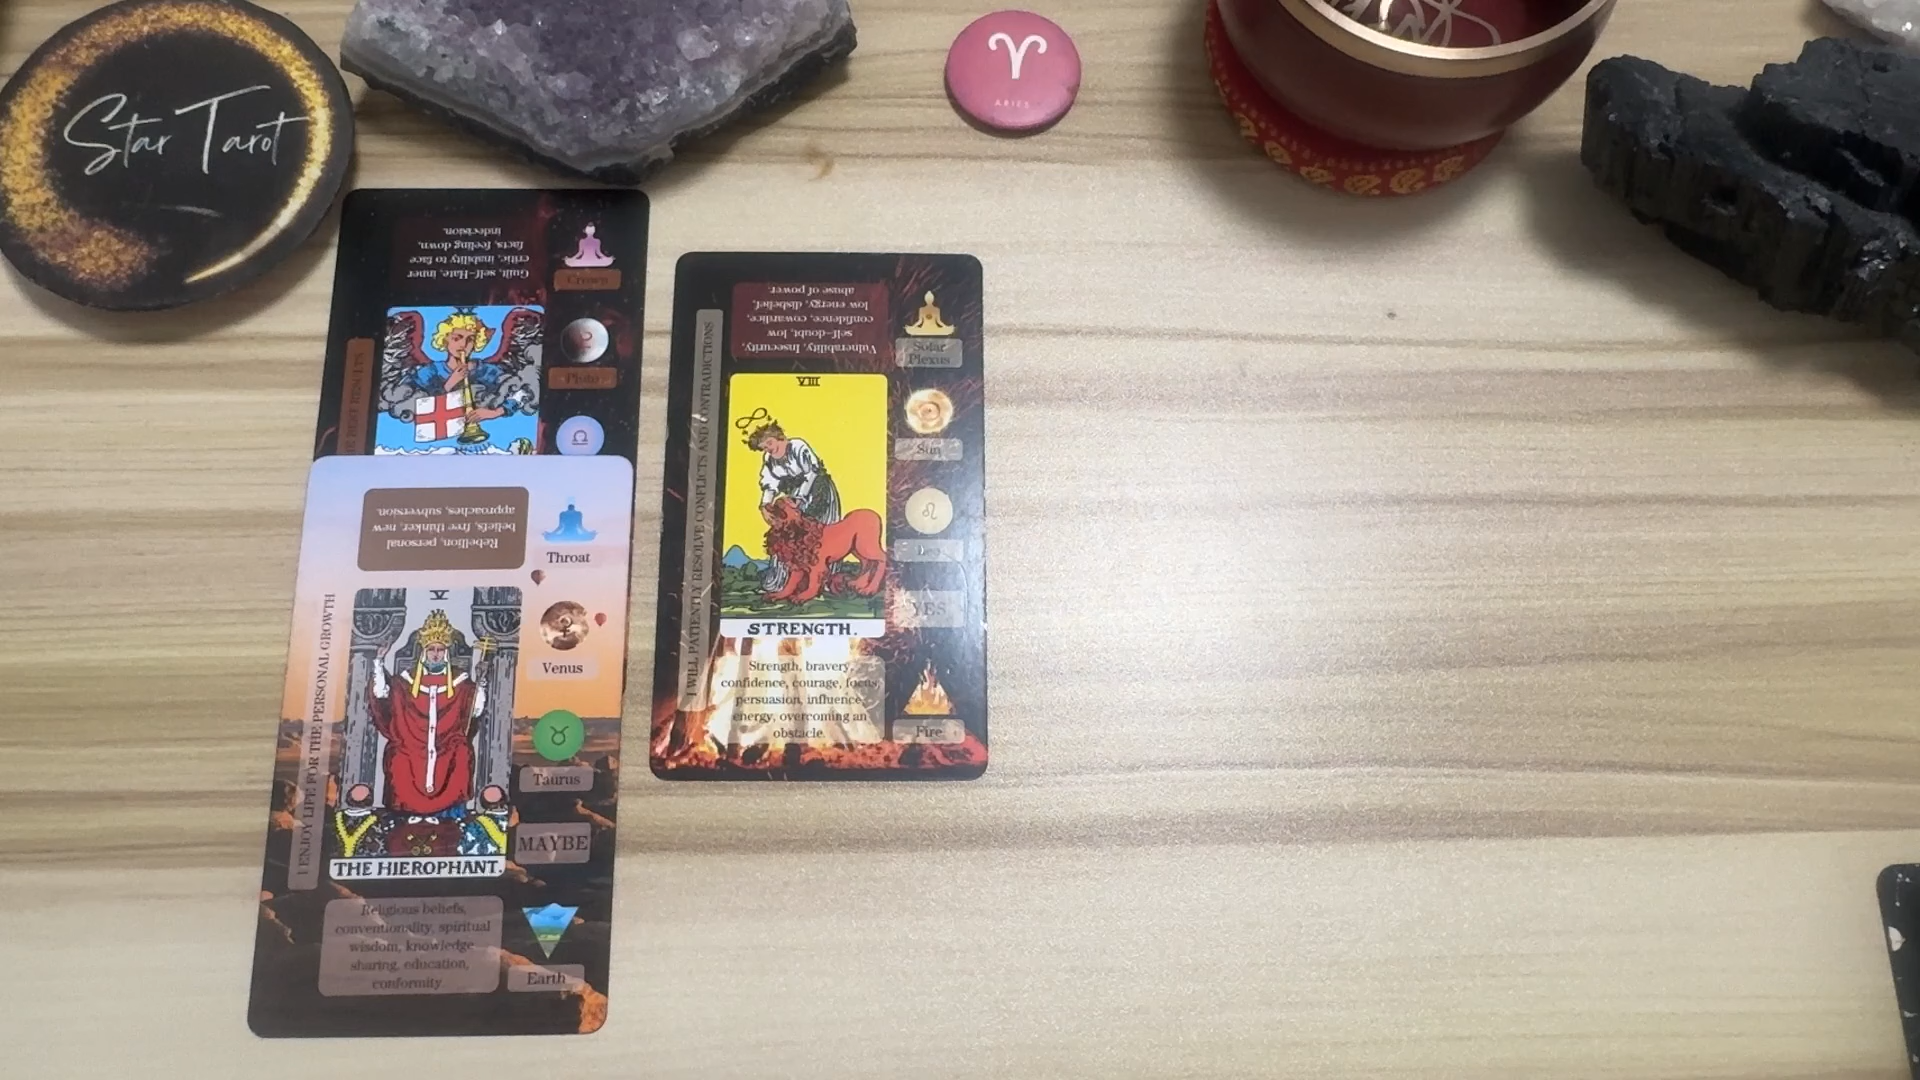 Star Tarot
ARIES
Guilt, self-Hate, inner
critic, inability to face
facts, feeling down,
indecision.
Crown
Pluto
Rebellion, personal
beliefs, free thinker, new
approaches, subversion.
Throat
I ENJOY LIFE FOR THE PERSONAL GROWTH
V
Venus
Taurus
MAYBE
THE HIEROPHANT.
Religious beliefs,
conventionality, spiritual
wisdom, knowledge
sharing, education,
conformity
Earth
Vulnerability, Insecurity,
self-doubt, low
confidence, cowardice,
low energy, disbelief,
abuse of power.
Solar
Plexus
I WILL PATIENTLY RESOLVE CONFLICTS AND CONTRADICTIONS
VIII
Sun
Leo
YES
STRENGTH.
Strength, bravery,
confidence, courage, focus,
persuasion, influence,
energy, overcoming an
obstacle.
Fire